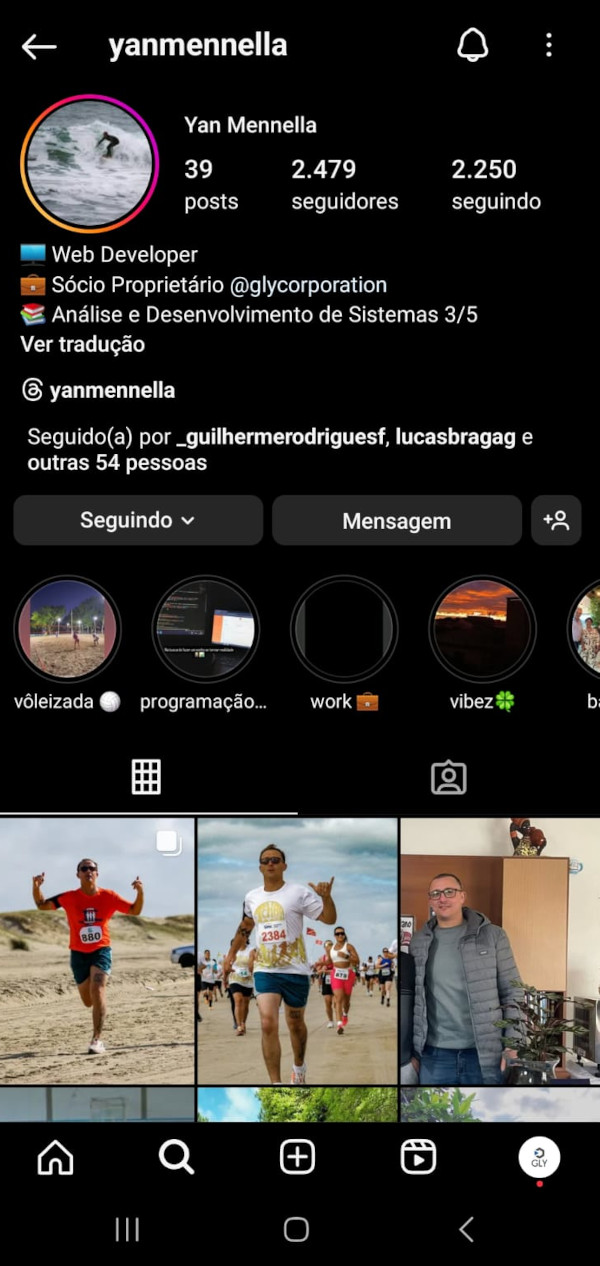 yanmennella
Yan Mennella
39
2.479
2.250
posts
seguidores
seguindo
Web Developer
Sócio Proprietário @glycorporation
Análise e Desenvolvimento de Sistemas 3/5
Ver tradução
yanmennella
Seguido(a) por _guilhermerodriguesf, lucasbragag e
outras 54 pessoas
Seguindo
Mensagem
vôleizada
programação...
work
vibez
ba
880
2384
878
GLY